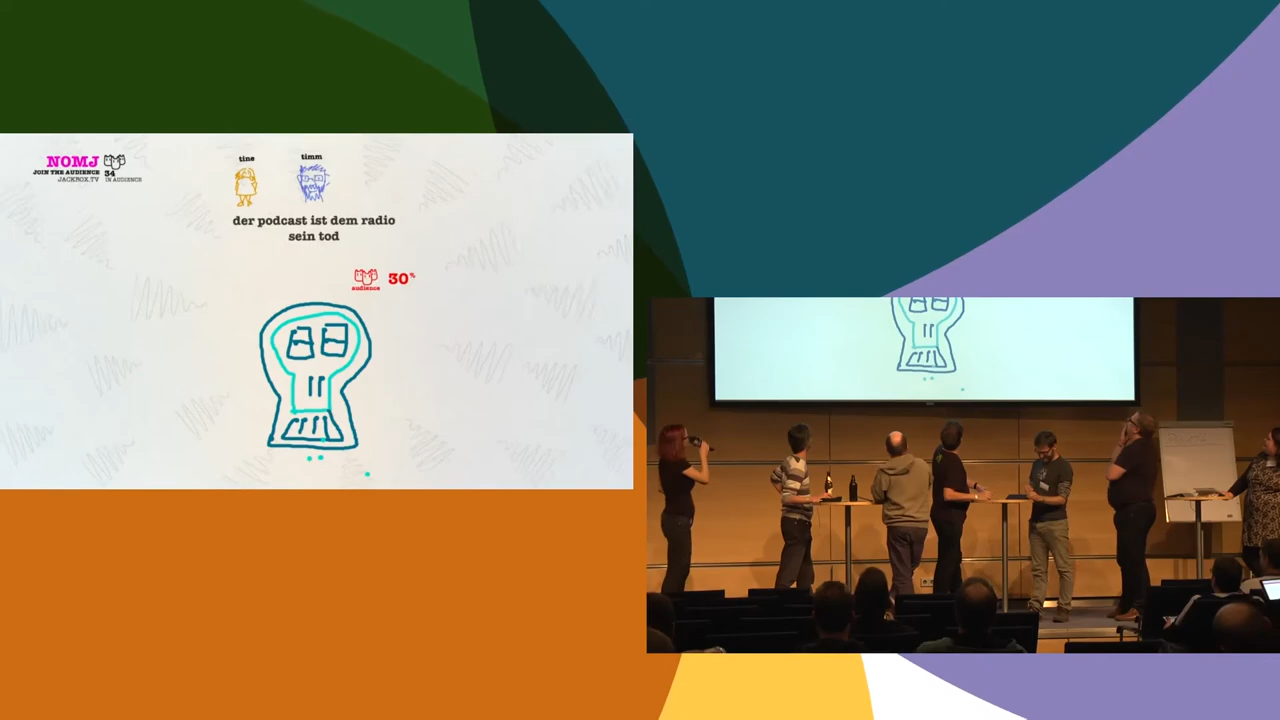 NOMJ
JOIN THE AUDIENCE
JACKBOX.TV
34
IN AUDIENCE
tine
timm
der podcast ist dem radio
sein tod
audience
30%